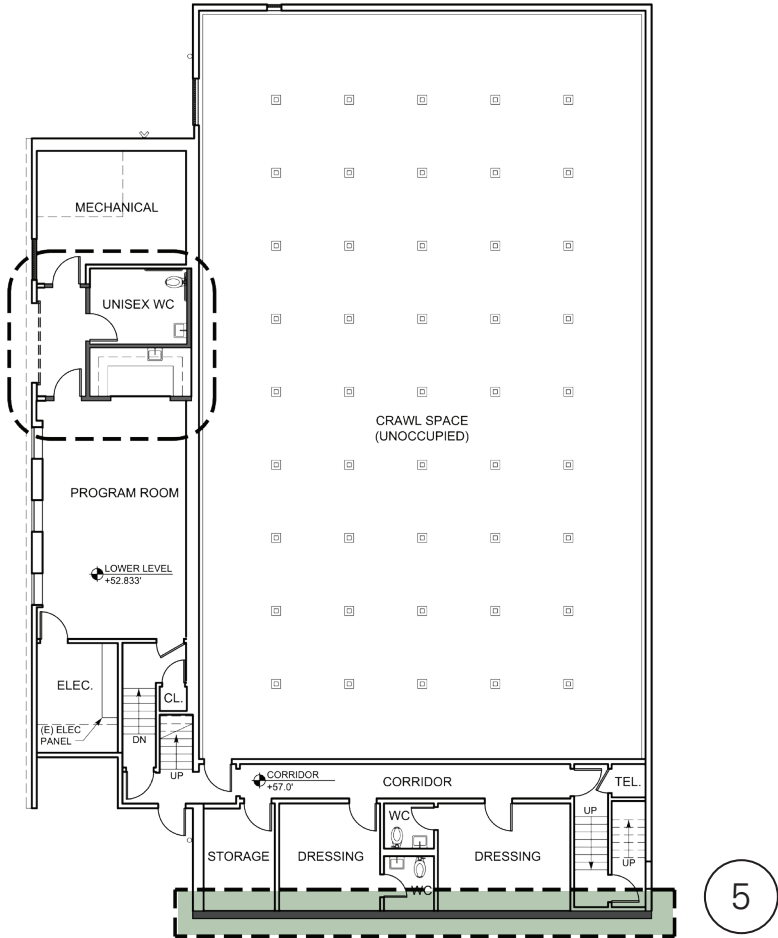 MECHANICAL
UNISEX WC
CRAWL SPACE
(UNOCCUPIED)
PROGRAM ROOM
LOWER LEVEL
+52.833'
ELEC.
CL.
(E) ELEC
PANEL
DN
UP
CORRIDOR
+57.0'
CORRIDOR
TEL.
WC
UP
UP
STORAGE
DRESSING
DRESSING
WC
5